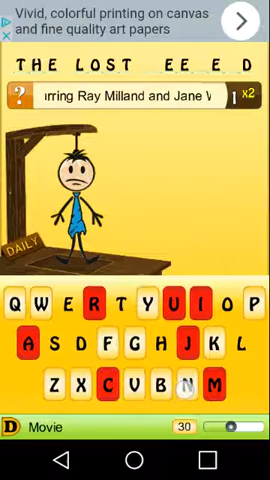 Vivid, colorful printing on canvas
and fine quality art papers
THE LOST EE E D
? arring Ray Milland and Jane 1 x2
DAILY
Q W E R T Y U I O P
A S D F G H J K L
Z X C V B N M
D Movie 30